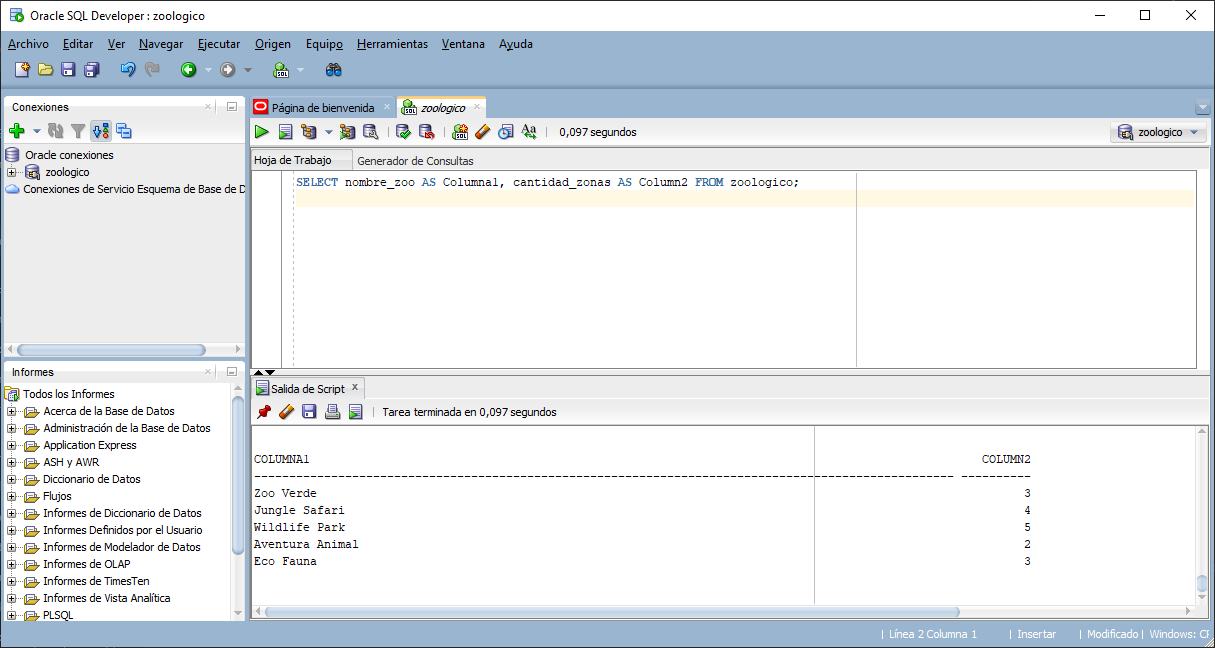 Oracle SQL Developer : zoologico
Archivo Editar Ver Navegar Ejecutar Origen Equipo Herramientas Ventana Ayuda
Conexiones
Oracle conexiones
zoologico
Conexiones de Servicio Esquema de Base de D
Informes
Todos los Informes
Acerca de la Base de Datos
Administración de la Base de Datos
Application Express
ASH y AWR
Diccionario de Datos
Flujos
Informes de Diccionario de Datos
Informes Definidos por el Usuario
Informes de Modelador de Datos
Informes de OLAP
Informes de TimesTen
Informes de Vista Analítica
PLSQL
Página de bienvenida zoologico
0,097 segundos
zoologico
Hoja de Trabajo Generador de Consultas
SELECT nombre_zoo AS Columna1, cantidad_zonas AS Column2 FROM zoologico;
Salida de Script
Tarea terminada en 0,097 segundos
COLUMNA1 COLUMN2
Zoo Verde 3
Jungle Safari 4
Wildlife Park 5
Aventura Animal 2
Eco Fauna 3
Línea 2 Columna 1 | Insertar | Modificado | Windows: CF